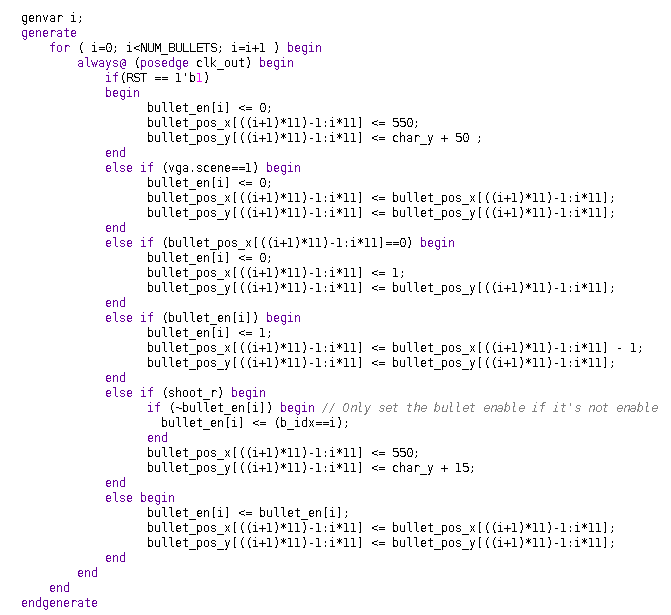 genvar i;
generate
    for ( i=0; i<NUM_BULLETS; i=i+1 ) begin
        always@ (posedge clk_out) begin
            if(RST == 1'b1)
            begin
                  bullet_en[i] <= 0;
                  bullet_pos_x[((i+1)*11)-1:i*11] <= 550;
                  bullet_pos_y[((i+1)*11)-1:i*11] <= char_y + 50 ;
            end
            else if (vga.scene==1) begin
                  bullet_en[i] <= 0;
                  bullet_pos_x[((i+1)*11)-1:i*11] <= bullet_pos_x[((i+1)*11)-1:i*11];
                  bullet_pos_y[((i+1)*11)-1:i*11] <= bullet_pos_y[((i+1)*11)-1:i*11];
            end
            else if (bullet_pos_x[((i+1)*11)-1:i*11]==0) begin
                  bullet_en[i] <= 0;
                  bullet_pos_x[((i+1)*11)-1:i*11] <= 1;
                  bullet_pos_y[((i+1)*11)-1:i*11] <= bullet_pos_y[((i+1)*11)-1:i*11];
            end
            else if (bullet_en[i]) begin
                  bullet_en[i] <= 1;
                  bullet_pos_x[((i+1)*11)-1:i*11] <= bullet_pos_x[((i+1)*11)-1:i*11] - 1;
                  bullet_pos_y[((i+1)*11)-1:i*11] <= bullet_pos_y[((i+1)*11)-1:i*11];
            end
            else if (shoot_r) begin
                  if (~bullet_en[i]) begin // Only set the bullet enable if it's not enable
                    bullet_en[i] <= (b_idx==i);
                  end
                  bullet_pos_x[((i+1)*11)-1:i*11] <= 550;
                  bullet_pos_y[((i+1)*11)-1:i*11] <= char_y + 15;
            end
            else begin
                  bullet_en[i] <= bullet_en[i];
                  bullet_pos_x[((i+1)*11)-1:i*11] <= bullet_pos_x[((i+1)*11)-1:i*11];
                  bullet_pos_y[((i+1)*11)-1:i*11] <= bullet_pos_y[((i+1)*11)-1:i*11];
            end
        end
    end
endgenerate